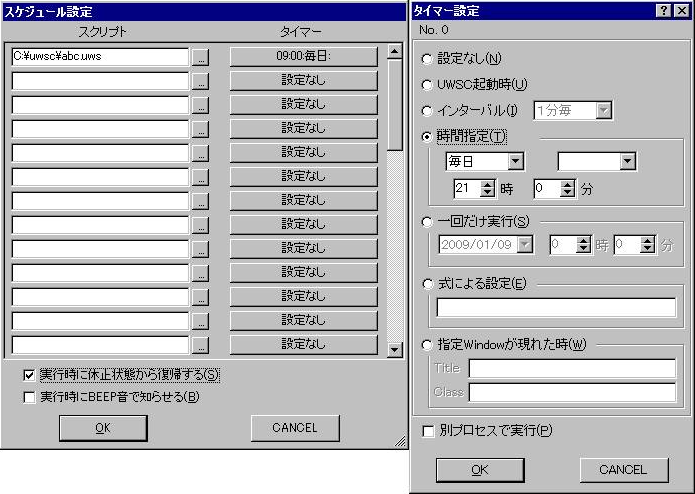 スケジュール設定
スクリプト タイマー
C:¥uwsc¥abc.uws ... 09:00:毎日:
... 設定なし
... 設定なし
... 設定なし
... 設定なし
... 設定なし
... 設定なし
... 設定なし
... 設定なし
... 設定なし
... 設定なし
... 設定なし
... 設定なし
実行時に休止状態から復帰する(S)
実行時にBEEP音で知らせる(B)
OK CANCEL
タイマー設定
No. 0
設定なし(N)
UWSC起動時(U)
インターバル(I) 1分毎
時間指定(T)
毎日
21 時 0 分
一回だけ実行(S)
2009/01/09 0 時 0 分
式による設定(E)
指定Windowが現れた時(W)
Title
Class
別プロセスで実行(P)
OK CANCEL